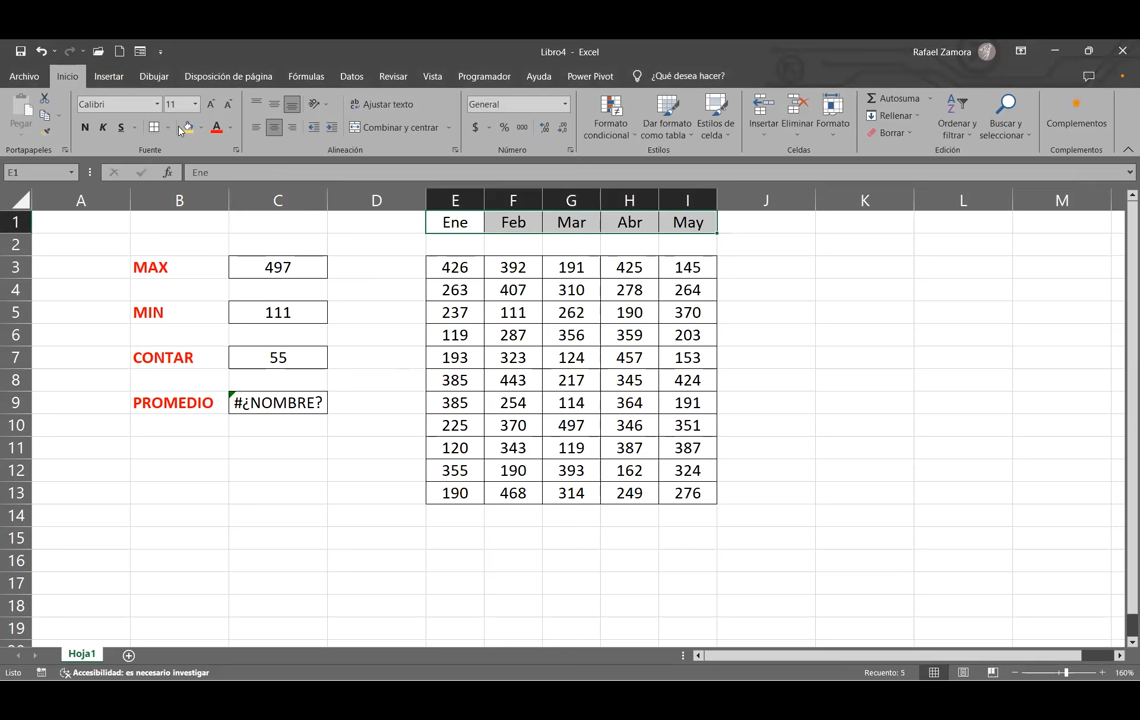 Libro4 - Excel
Rafael Zamora
Archivo Inicio Insertar Dibujar Disposición de página Fórmulas Datos Revisar Vista Programador Ayuda Power Pivot ¿Qué desea hacer?
Pegar
Calibri 11
N K S
A A
A
ab Ajustar texto
Combinar y centrar
General
$ % 000
Formato condicional
Dar formato como tabla
Estilos de celda
Insertar Eliminar Formato
Autosuma
Rellenar
Borrar
Ordenar y filtrar
Buscar y seleccionar
Complementos
Portapapeles Fuente Alineación Número Estilos Celdas Edición Complementos
E1 fx Ene
A B C D E F G H I J K L M
1 Ene Feb Mar Abr May
2
3 MAX 497 426 392 191 425 145
4 263 407 310 278 264
5 MIN 111 237 111 262 190 370
6 119 287 356 359 203
7 CONTAR 55 193 323 124 457 153
8 385 443 217 345 424
9 PROMEDIO #¿NOMBRE? 385 254 114 364 191
10 225 370 497 346 351
11 120 343 119 387 387
12 355 190 393 162 324
13 190 468 314 249 276
14
15
16
17
18
19
Hoja1
Listo Accesibilidad: es necesario investigar Recuento: 5 160%